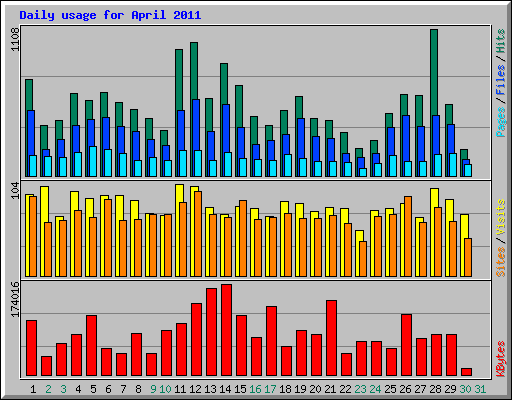 Daily usage for April 2011
1108
Pages / Files / Hits
104
Sites / Visits
174016
KBytes
1 2 3 4 5 6 7 8 9 10 11 12 13 14 15 16 17 18 19 20 21 22 23 24 25 26 27 28 29 30 31